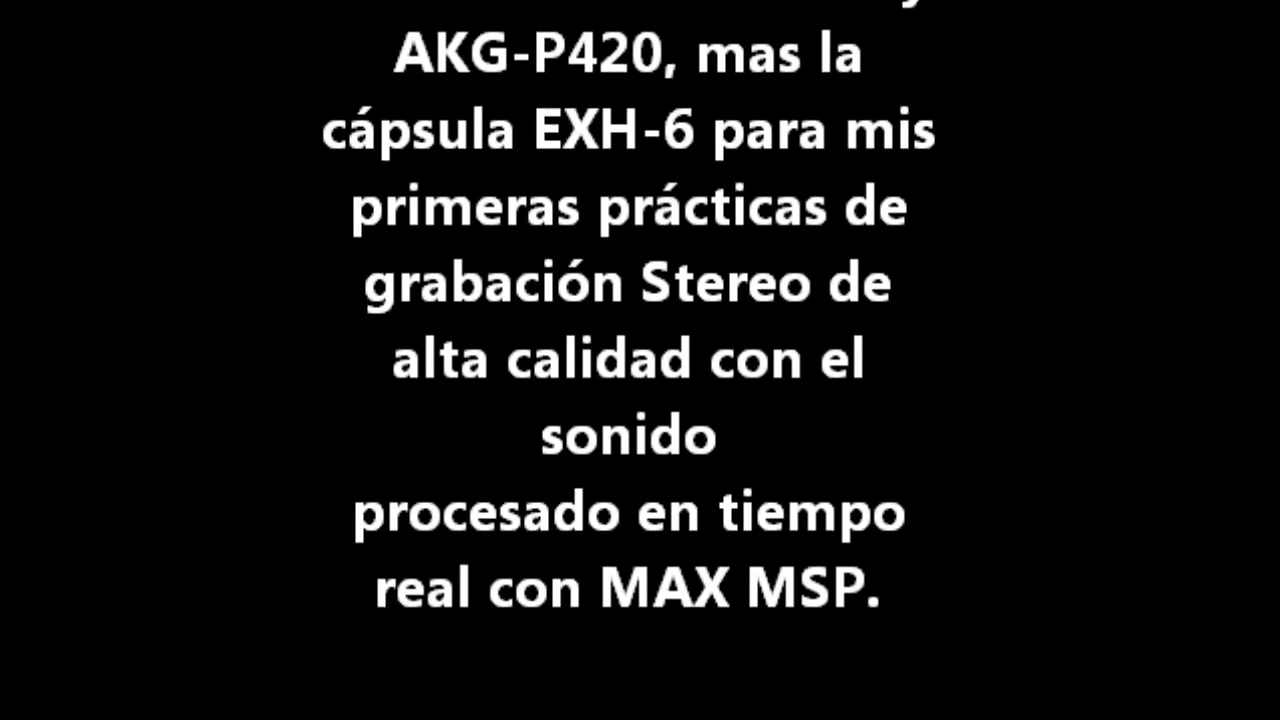 AKG-P420, mas la
cápsula EXH-6 para mis
primeras prácticas de
grabación Stereo de
alta calidad con el
sonido
procesado en tiempo
real con MAX MSP.